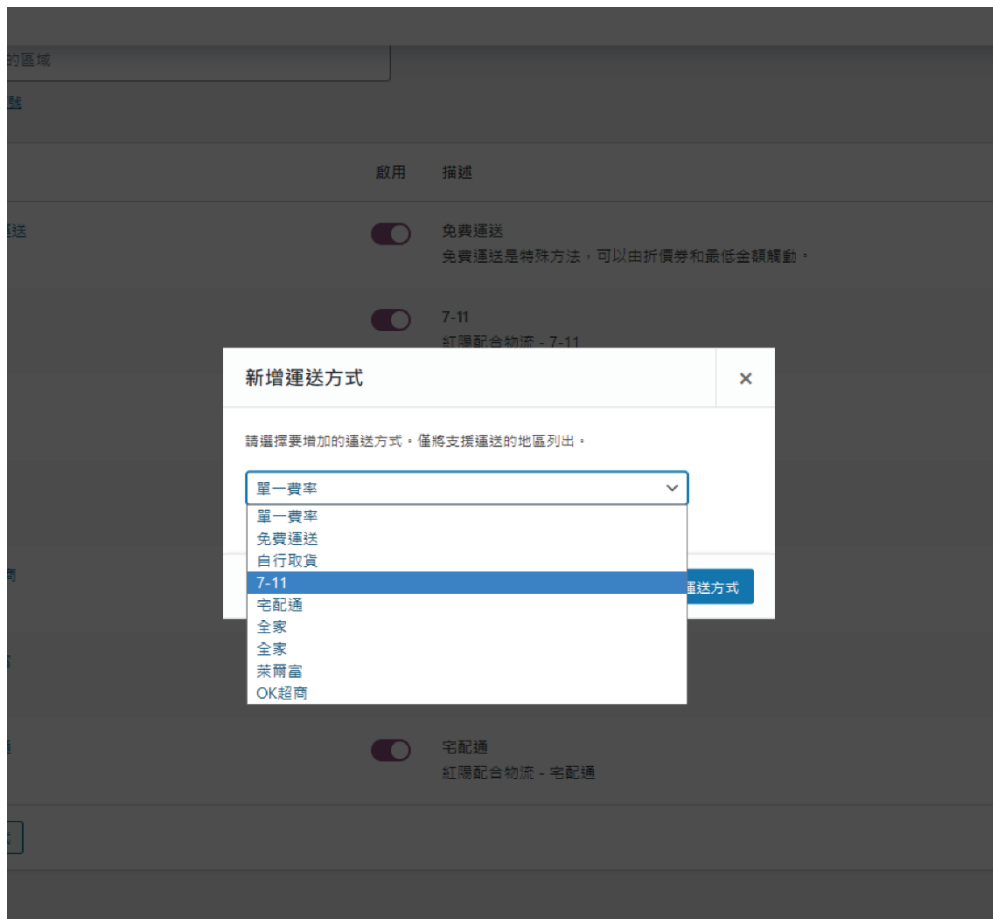 的區域
號
啟用 描述
運送
免費運送
免費運送是特殊方法，可以由折價券和最低金額觸動。
7-11
紅陽配合物流 - 7-11
新增運送方式
×
請選擇要增加的運送方式。僅將支援運送的地區列出。
單一費率
單一費率
免費運送
自行取貨
7-11
運送方式
宅配通
全家
全家
萊爾富
OK超商
商
富
通
宅配通
紅陽配合物流 - 宅配通
式